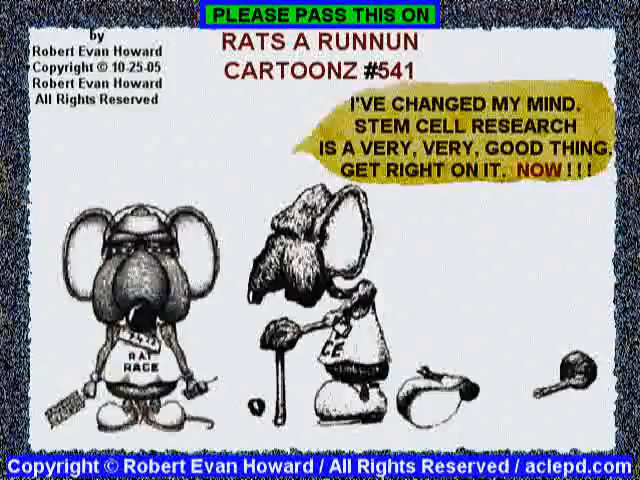 PLEASE PASS THIS ON
by
Robert Evan Howard
Copyright © 10-25-05
Robert Evan Howard
All Rights Reserved
RATS A RUNNUN
CARTOONZ #541
I'VE CHANGED MY MIND.
STEM CELL RESEARCH
IS A VERY, VERY, GOOD THING.
GET RIGHT ON IT. NOW!!!
RAT
RACE
CE
Copyright © Robert Evan Howard / All Rights Reserved / aclepd.com